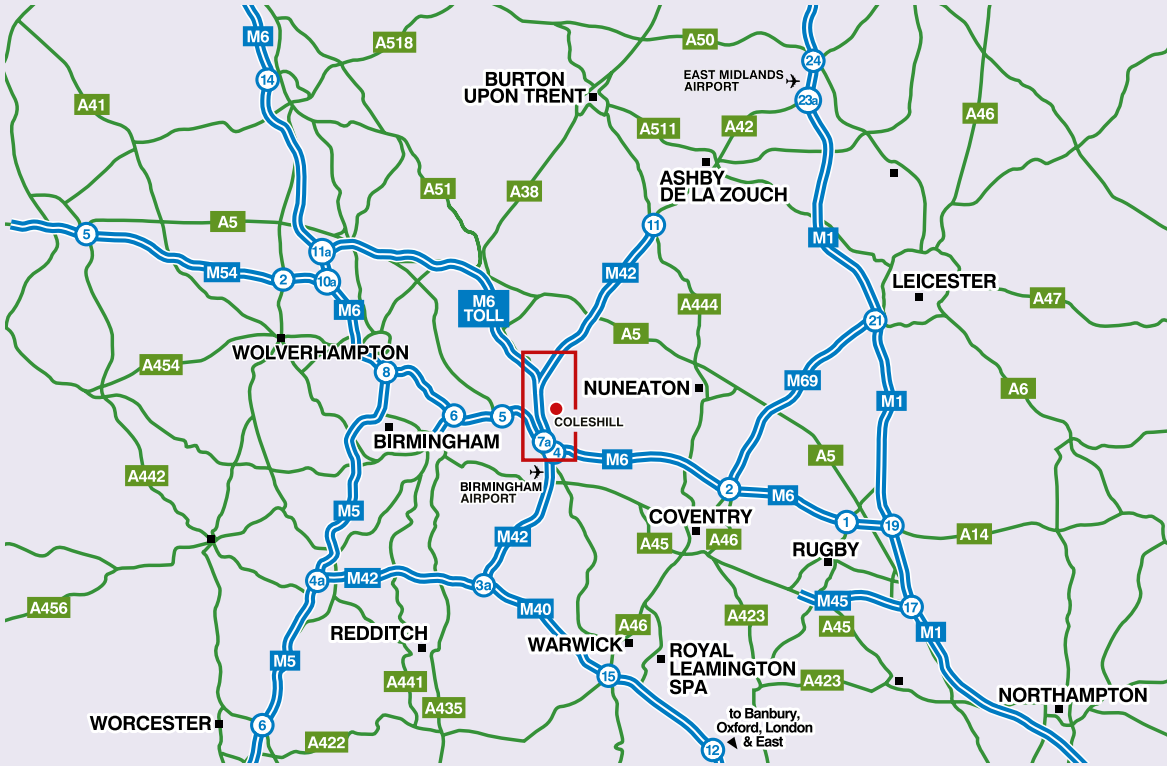 M6
A518
A50
24
14
BURTON
UPON TRENT
EAST MIDLANDS
AIRPORT
23a
A41
A46
A511
A42
ASHBY
DE LA ZOUCH
A51
A38
A5
5
11
M1
11a
M54
2
10a
M42
LEICESTER
M6
M6
TOLL
A444
A47
21
A5
WOLVERHAMPTON
A454
8
M69
NUNEATON
A6
M1
6
5
COLESHILL
BIRMINGHAM
7a
4
M6
A5
A442
BIRMINGHAM
AIRPORT
2
M6
M5
COVENTRY
1
19
M42
A45
A46
A14
RUGBY
4a
M42
3a
A456
M40
M45
17
A46
A423
A45
M1
REDDITCH
WARWICK
ROYAL
LEAMINGTON
SPA
M5
15
A441
A423
NORTHAMPTON
A435
WORCESTER
6
to Banbury,
Oxford, London
& East
A422
12